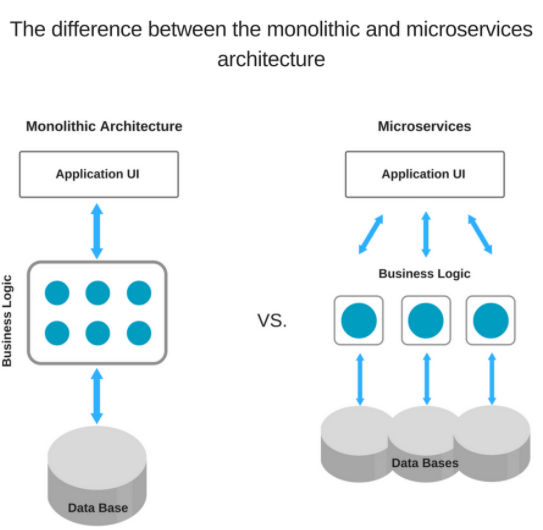 The difference between the monolithic and microservices
architecture
Monolithic Architecture
Application UI
Business Logic
Data Base
VS.
Microservices
Application UI
Business Logic
Data Bases